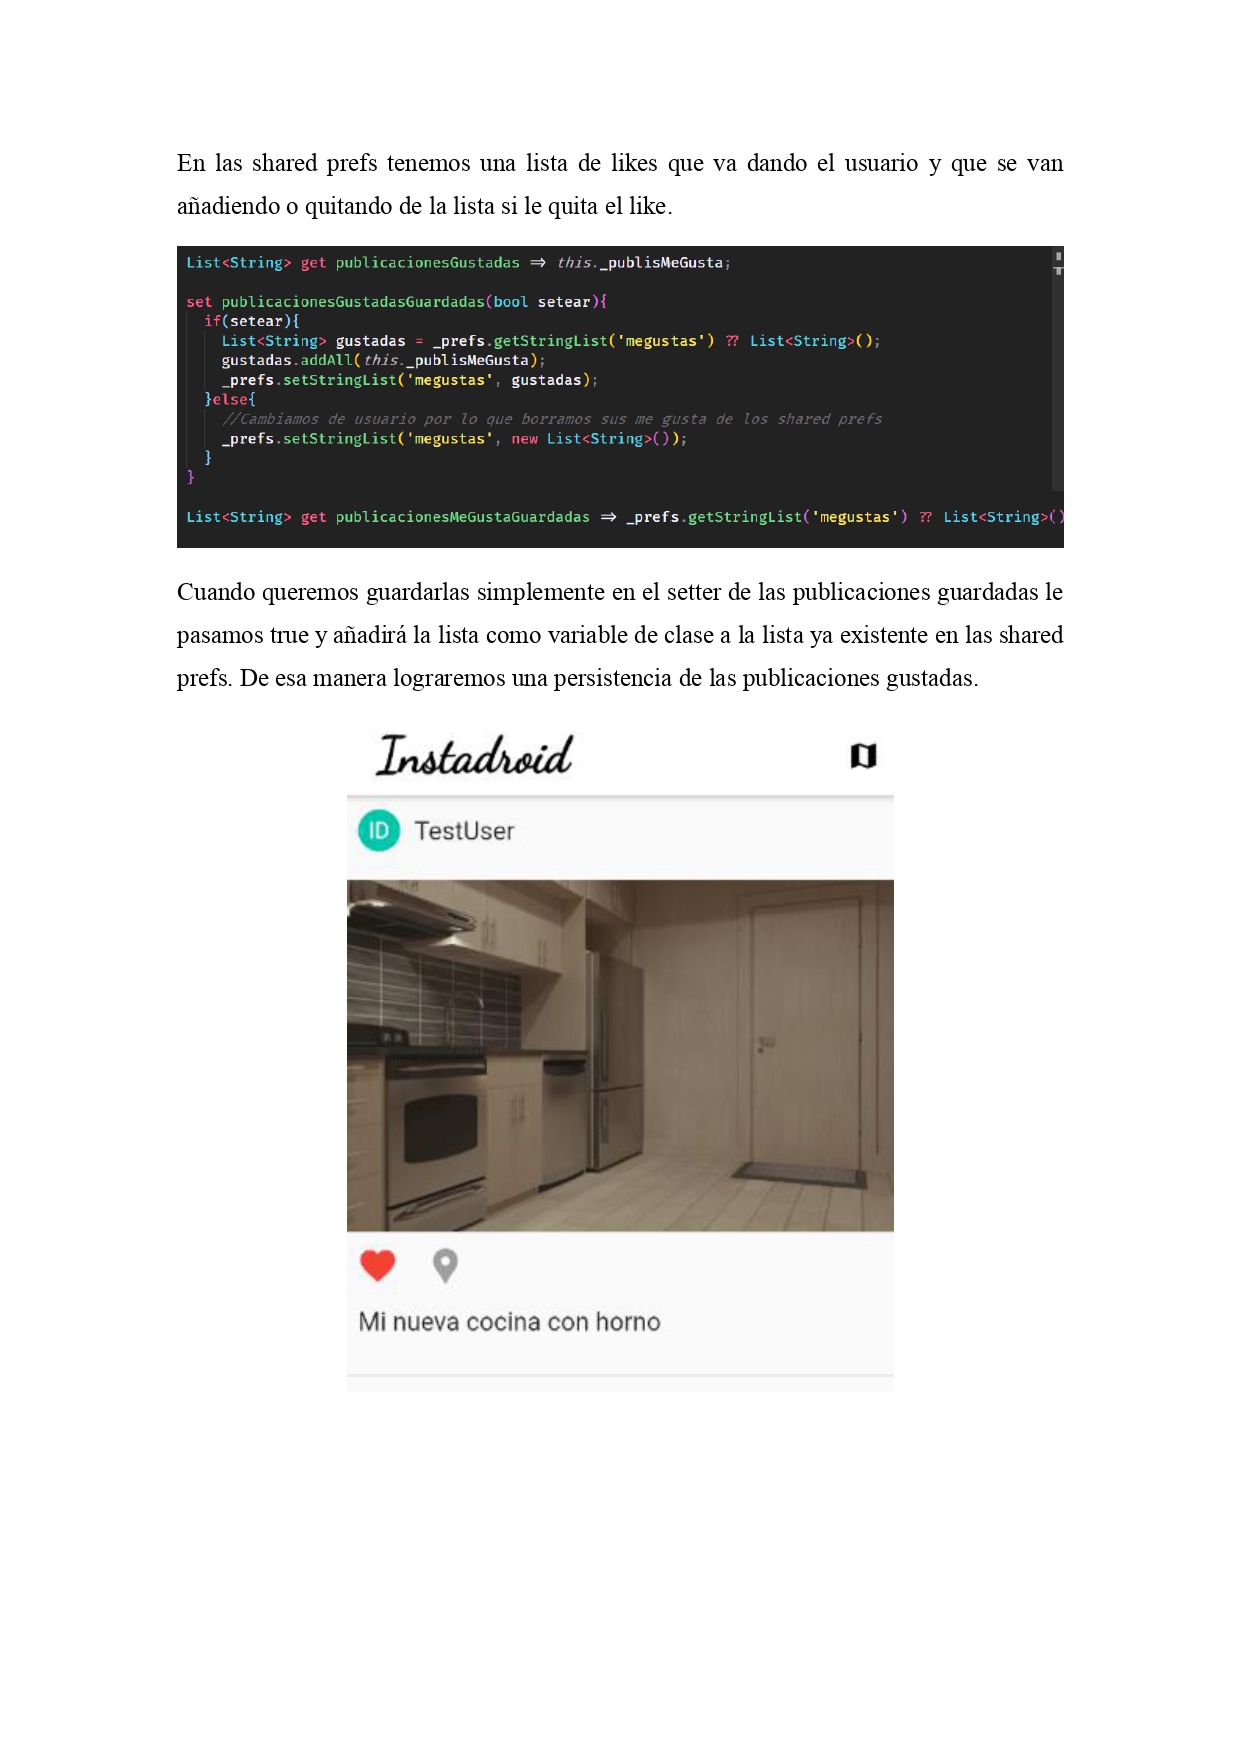 En las shared prefs tenemos una lista de likes que va dando el usuario y que se van
añadiendo o quitando de la lista si le quita el like.
List<String> get publicacionesGustadas => this._publisMeGusta;
set publicacionesGustadasGuardadas(bool setear){
if(setear){
List<String> gustadas = _prefs.getStringList('megustas') ?? List<String>();
gustadas.addAll(this._publisMeGusta);
_prefs.setStringList('megustas', gustadas);
}else{
//Cambiamos de usuario por lo que borramos sus me gusta de los shared prefs
_prefs.setStringList('megustas', new List<String>());
}
}
List<String> get publicacionesMeGustaGuardadas => _prefs.getStringList('megustas') ?? List<String>()
Cuando queremos guardarlas simplemente en el setter de las publicaciones guardadas le
pasamos true y añadirá la lista como variable de clase a la lista ya existente en las shared
prefs. De esa manera lograremos una persistencia de las publicaciones gustadas.
Instadroid
ID TestUser
Mi nueva cocina con horno